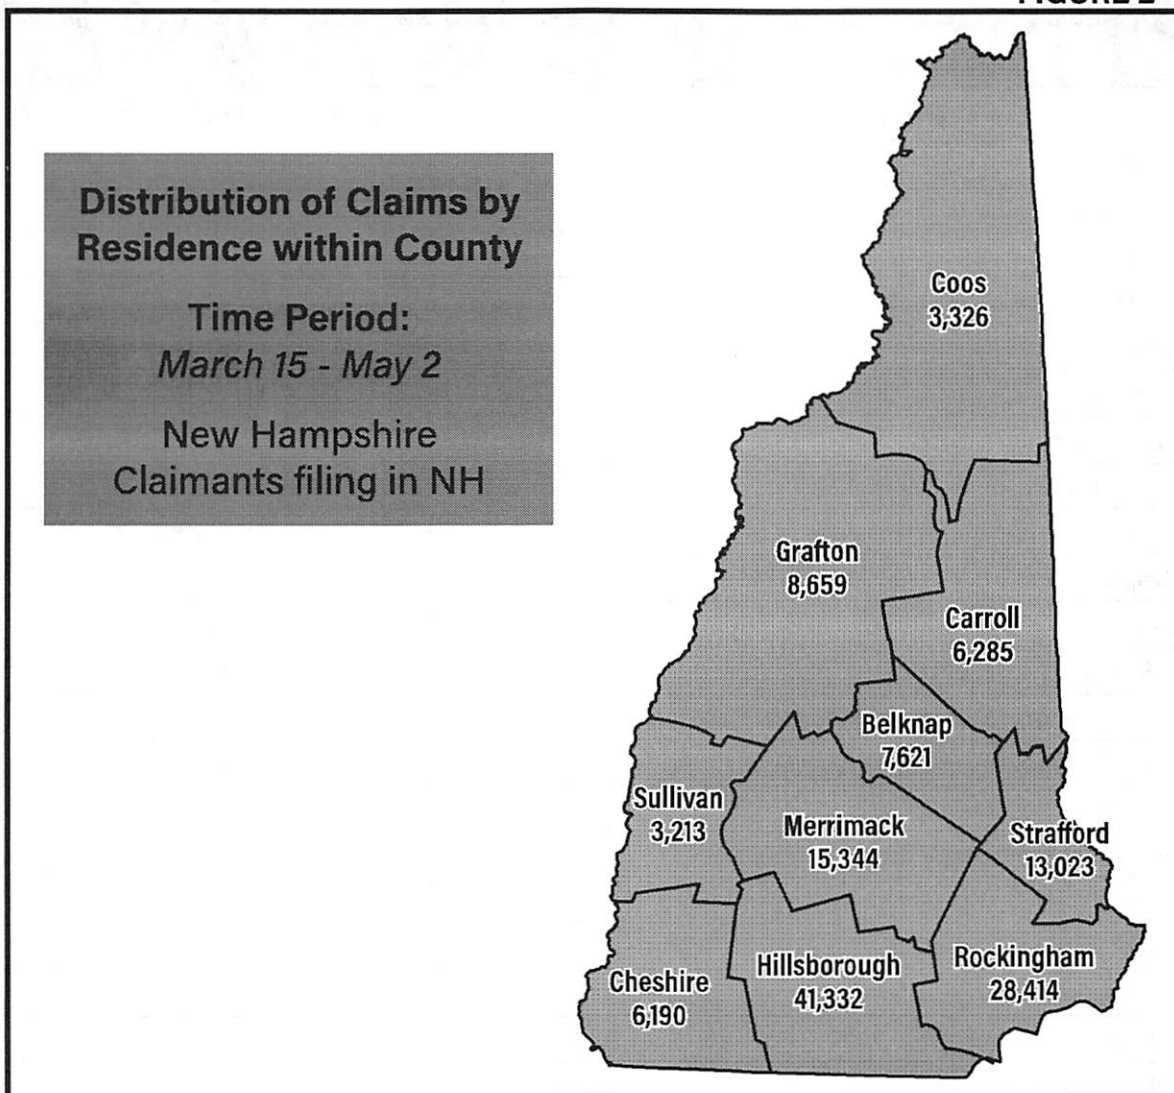 Distribution of Claims by
Residence within County
Time Period:
March 15 - May 2
New Hampshire
Claimants filing in NH
Coos
3,326
Grafton
8,659
Carroll
6,285
Belknap
7,621
Sullivan
3,213
Merrimack
15,344
Strafford
13,023
Cheshire
6,190
Hillsborough
41,332
Rockingham
28,414